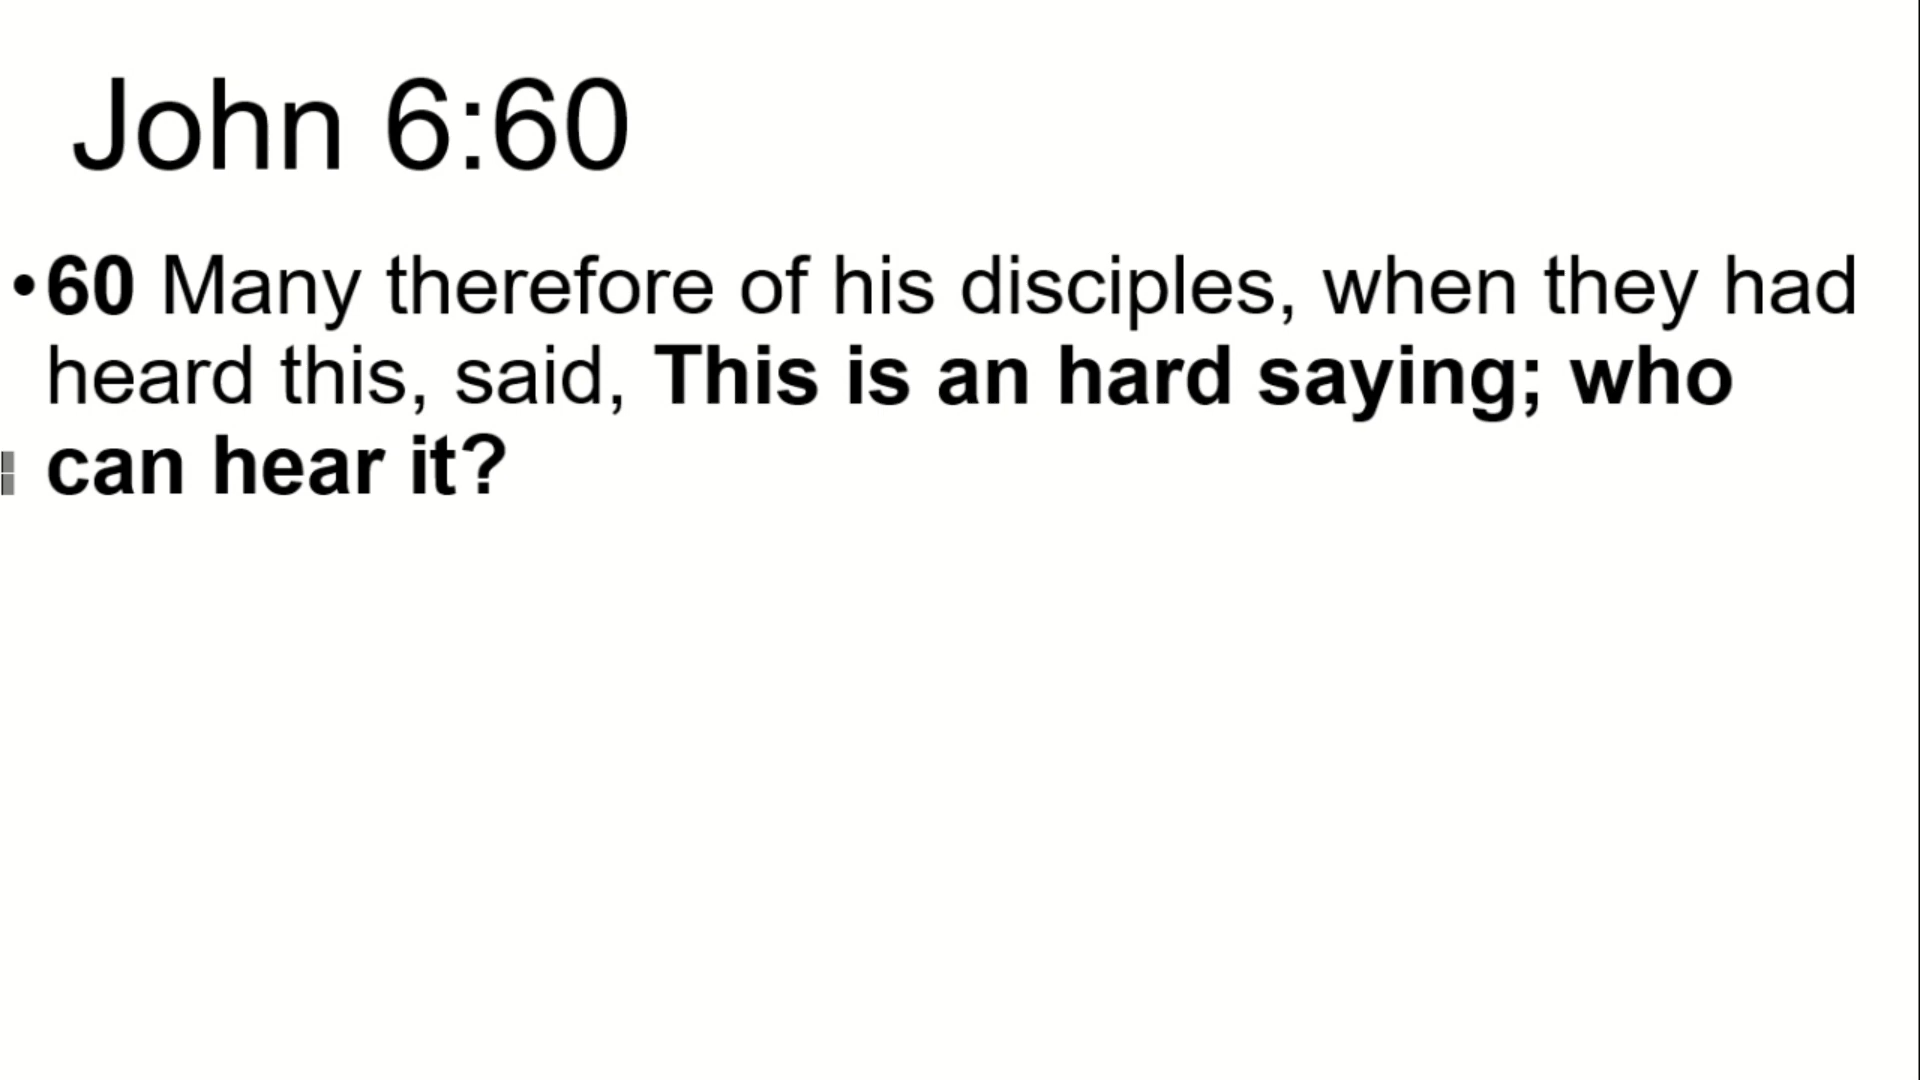 John 6:60
•60 Many therefore of his disciples, when they had
heard this, said, This is an hard saying; who
can hear it?